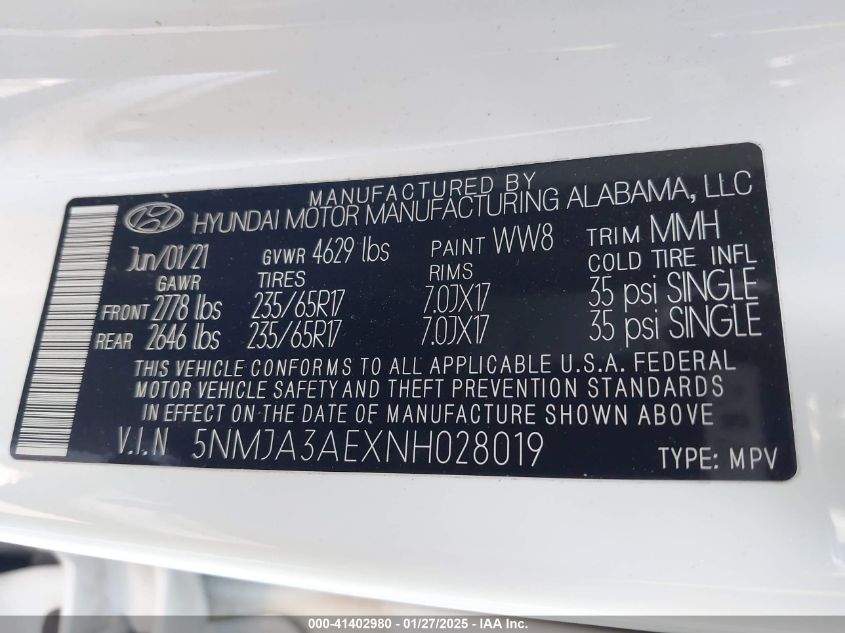 MANUFACTURED BY
HYUNDAI MOTOR MANUFACTURING ALABAMA, LLC
Jun/01/21 GVWR 4629 lbs PAINT WW8 TRIM MMH
GAWR TIRES RIMS COLD TIRE INFL
FRONT 2778 lbs 235/65R17 7.0JX17 35 psi SINGLE
REAR 2646 lbs 235/65R17 7.0JX17 35 psi SINGLE
THIS VEHICLE CONFORMS TO ALL APPLICABLE U.S.A. FEDERAL
MOTOR VEHICLE SAFETY AND THEFT PREVENTION STANDARDS
IN EFFECT ON THE DATE OF MANUFACTURE SHOWN ABOVE
V.I.N 5NMJA3AEXNH028019 TYPE: MPV
000-41402980 - 01/27/2025 - IAA Inc.